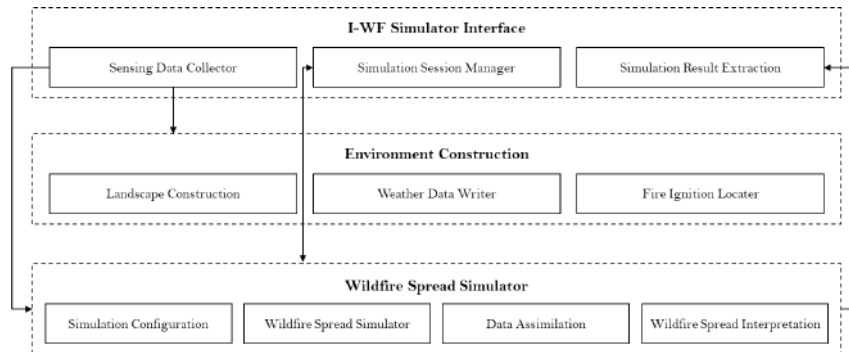 I-WF Simulator Interface
Sensing Data Collector
Simulation Session Manager
Simulation Result Extraction
Environment Construction
Landscape Construction
Weather Data Writer
Fire Ignition Locater
Wildfire Spread Simulator
Simulation Configuration
Wildfire Spread Simulator
Data Assimilation
Wildfire Spread Interpretation